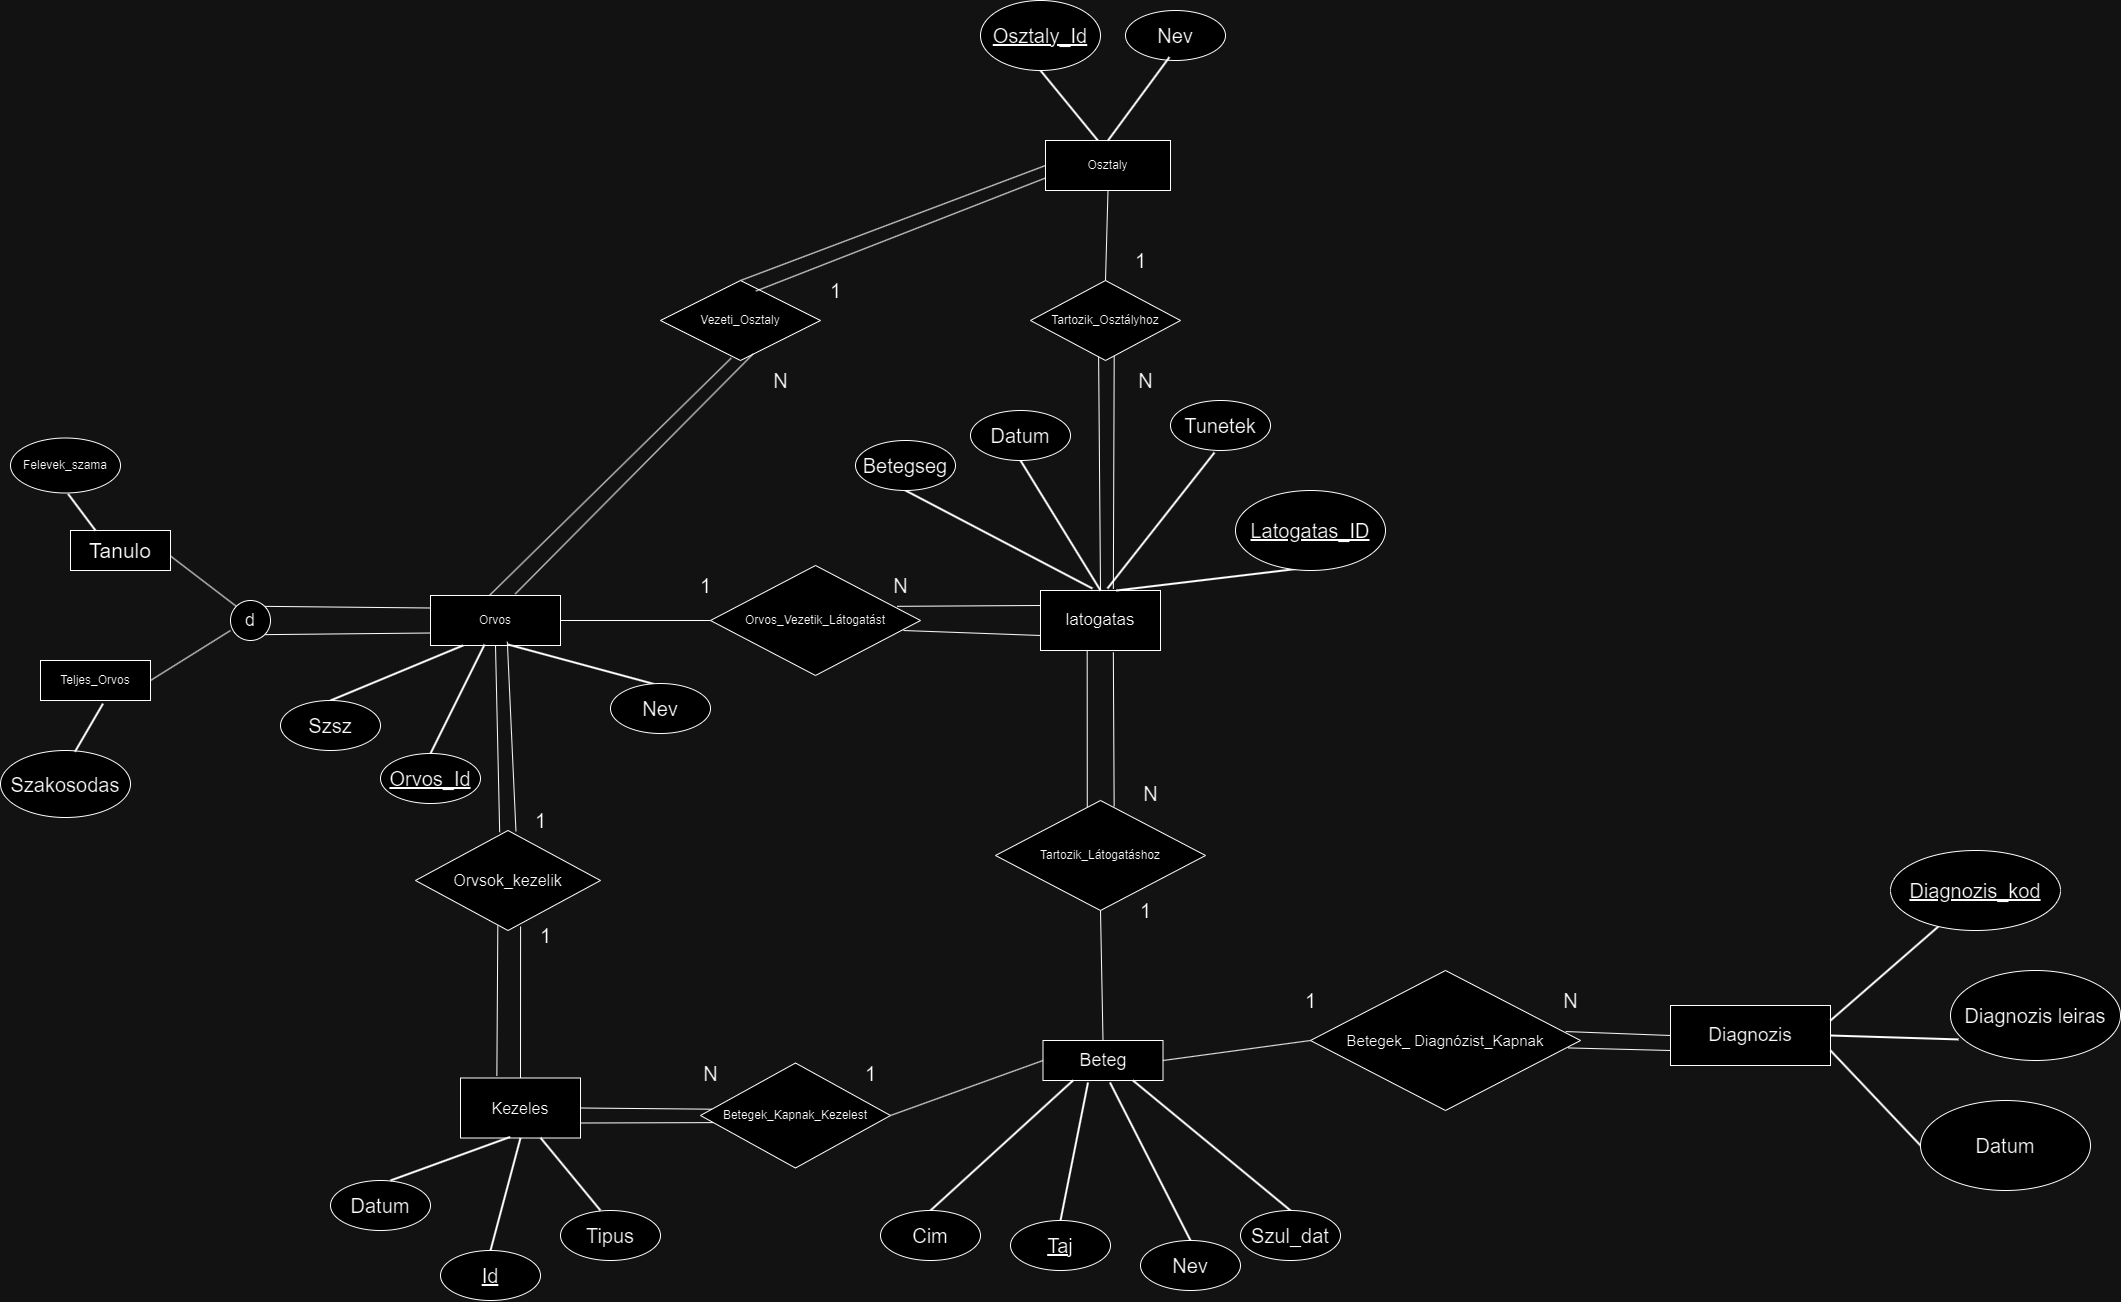 Osztaly_Id
Nev
Osztaly
1
1
Vezeti_Osztaly
Tartozik_Osztályhoz
N
N
Tunetek
Datum
Betegseg
Felevek_szama
Latogatas_ID
Tanulo
1
N
d
Orvos
Orvos_Vezetik_Látogatást
latogatas
Teljes_Orvos
Nev
Szsz
Orvos_Id
Szakosodas
N
1
Tartozik_Látogatáshoz
Orvsok_kezelik
Diagnozis_kod
1
1
1
N
Diagnozis leiras
Betegek_ Diagnózist_Kapnak
Diagnozis
Beteg
N
1
Kezeles
Betegek_Kapnak_Kezelest
Datum
Datum
Tipus
Cim
Taj
Szul_dat
Nev
Id